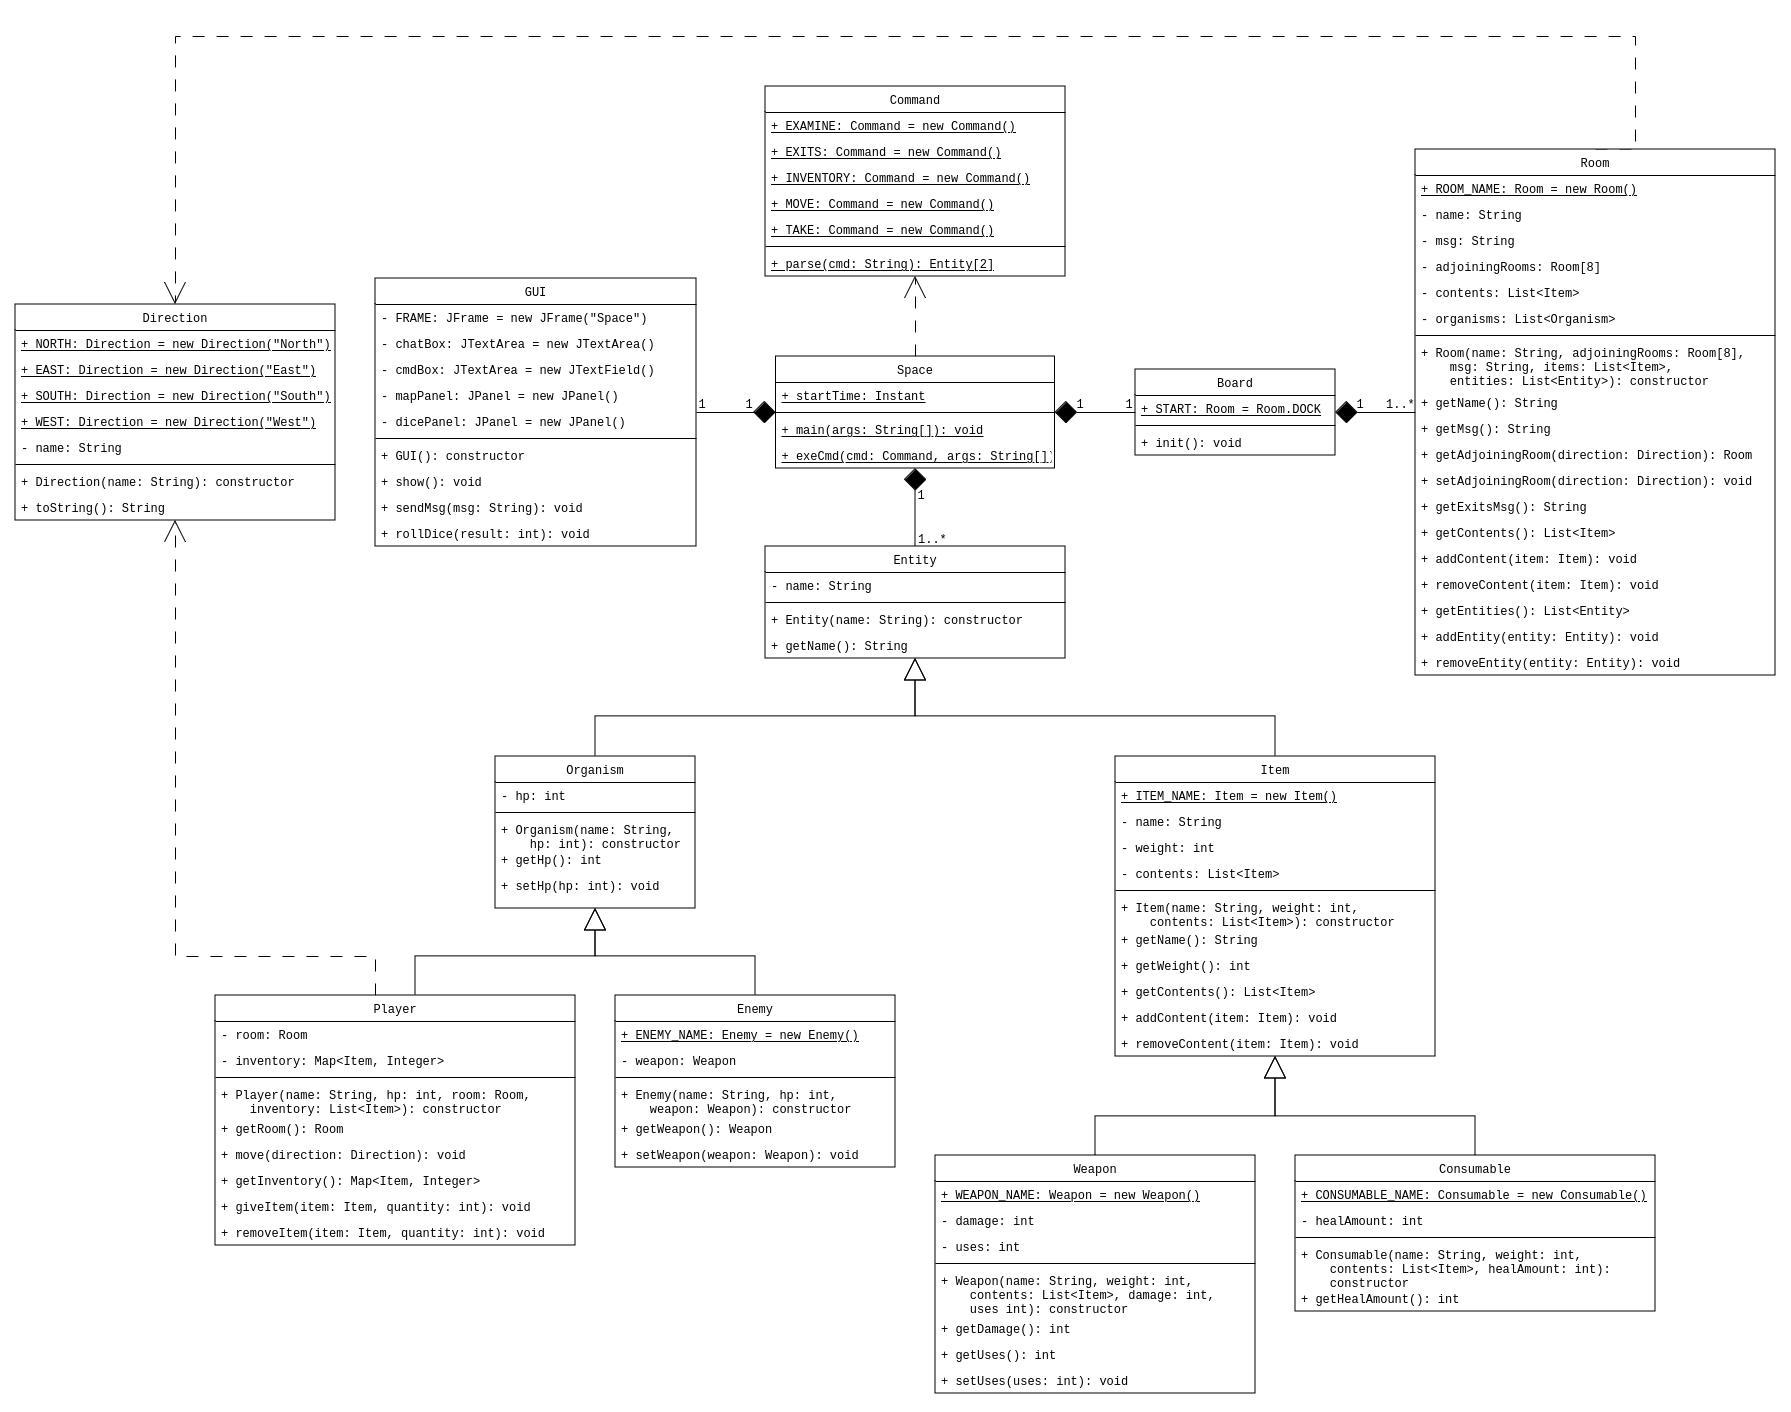 Command
+ EXAMINE: Command = new Command()
+ EXITS: Command = new Command()
+ INVENTORY: Command = new Command()
+ MOVE: Command = new Command()
+ TAKE: Command = new Command()
+ parse(cmd: String): Entity[2]
Room
+ ROOM_NAME: Room = new Room()
- name: String
- msg: String
- adjoiningRooms: Room[8]
- contents: List<Item>
- organisms: List<Organism>
+ Room(name: String, adjoiningRooms: Room[8],
msg: String, items: List<Item>,
entities: List<Entity>): constructor
+ getName(): String
+ getMsg(): String
+ getAdjoiningRoom(direction: Direction): Room
+ setAdjoiningRoom(direction: Direction): void
+ getExitsMsg(): String
+ getContents(): List<Item>
+ addContent(item: Item): void
+ removeContent(item: Item): void
+ getEntities(): List<Entity>
+ addEntity(entity: Entity): void
+ removeEntity(entity: Entity): void
Direction
+ NORTH: Direction = new Direction("North")
+ EAST: Direction = new Direction("East")
+ SOUTH: Direction = new Direction("South")
+ WEST: Direction = new Direction("West")
- name: String
+ Direction(name: String): constructor
+ toString(): String
GUI
- FRAME: JFrame = new JFrame("Space")
- chatBox: JTextArea = new JTextArea()
- cmdBox: JTextArea = new JTextField()
- mapPanel: JPanel = new JPanel()
- dicePanel: JPanel = new JPanel()
+ GUI(): constructor
+ show(): void
+ sendMsg(msg: String): void
+ rollDice(result: int): void
1
1
Space
+ startTime: Instant
+ main(args: String[]): void
+ exeCmd(cmd: Command, args: String[])
1
1
Board
+ START: Room = Room.DOCK
+ init(): void
1
1..*
1
1..*
Entity
- name: String
+ Entity(name: String): constructor
+ getName(): String
Organism
- hp: int
+ Organism(name: String,
hp: int): constructor
+ getHp(): int
+ setHp(hp: int): void
Item
+ ITEM_NAME: Item = new Item()
- name: String
- weight: int
- contents: List<Item>
+ Item(name: String, weight: int,
contents: List<Item>): constructor
+ getName(): String
+ getWeight(): int
+ getContents(): List<Item>
+ addContent(item: Item): void
+ removeContent(item: Item): void
Player
- room: Room
- inventory: Map<Item, Integer>
+ Player(name: String, hp: int, room: Room,
inventory: List<Item>): constructor
+ getRoom(): Room
+ move(direction: Direction): void
+ getInventory(): Map<Item, Integer>
+ giveItem(item: Item, quantity: int): void
+ removeItem(item: Item, quantity: int): void
Enemy
+ ENEMY_NAME: Enemy = new Enemy()
- weapon: Weapon
+ Enemy(name: String, hp: int,
weapon: Weapon): constructor
+ getWeapon(): Weapon
+ setWeapon(weapon: Weapon): void
Weapon
+ WEAPON_NAME: Weapon = new Weapon()
- damage: int
- uses: int
+ Weapon(name: String, weight: int,
contents: List<Item>, damage: int,
uses int): constructor
+ getDamage(): int
+ getUses(): int
+ setUses(uses: int): void
Consumable
+ CONSUMABLE_NAME: Consumable = new Consumable()
- healAmount: int
+ Consumable(name: String, weight: int,
contents: List<Item>, healAmount: int):
constructor
+ getHealAmount(): int